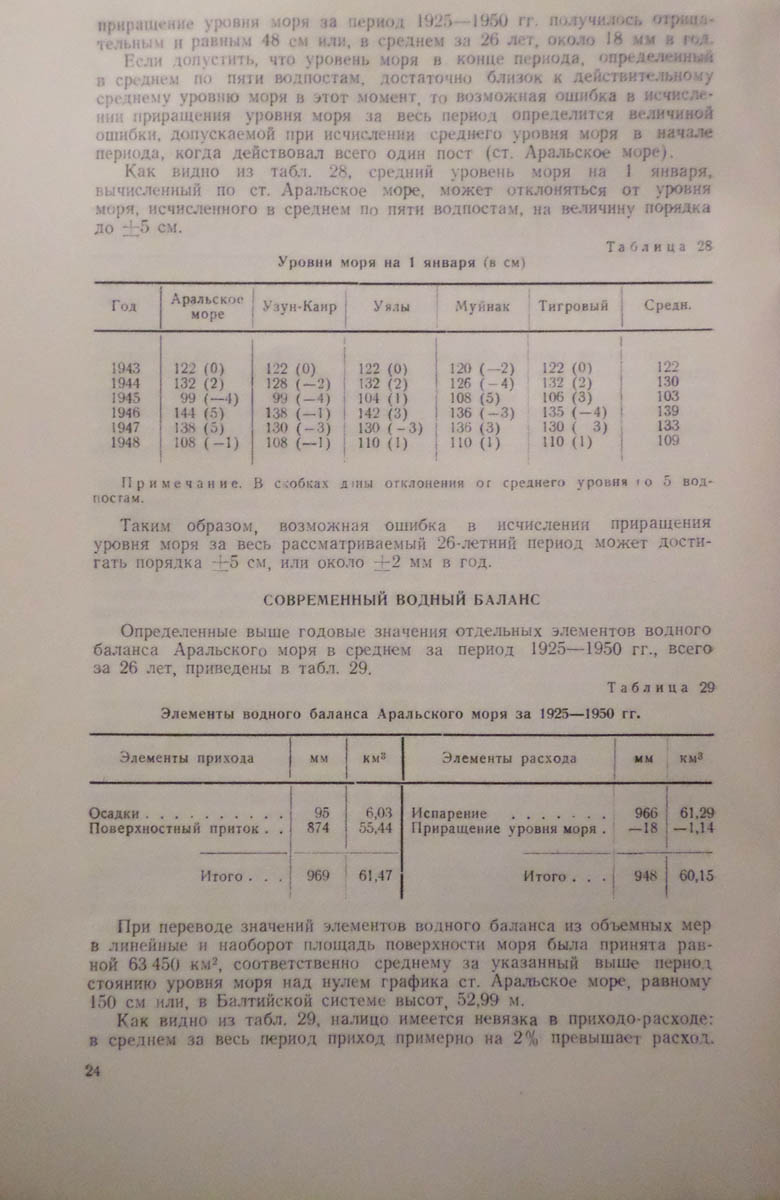 приращение уровня моря за период 1925—1950 гг. получилось отрица-
тельным и равным 48 см или, в среднем за 26 лет, около 18 мм в год.
Если допустить, что уровень моря в конце периода, определенный
в среднем по пяти водпостам, достаточно близок к действительному
среднему уровню моря в этот момент, то возможная ошибка в исчисле-
нии приращения уровня моря за весь период определится величиной
ошибки, допускаемой при исчислении среднего уровня моря в начале
периода, когда действовал всего один пост (ст. Аральское море).
Как видно из табл. 28, средний уровень моря на 1 января,
вычисленный по ст. Аральское море, может отклоняться от уровня
моря, исчисленного в среднем по пяти водпостам, на величину порядка
до ±5 см.
Таблица 28
Уровни моря на 1 января (в см)
Год Аральское море Узун-Каир Уялы Муйнак Тигровый Средн.
1943 122 (0) 122 (0) 122 (0) 120 (—2) 122 (0) 122
1944 132 (2) 128 (—2) 132 (2) 126 (—4) 132 (2) 130
1945 99 (—4) 99 (—4) 104 (1) 108 (5) 106 (3) 103
1946 144 (5) 138 (—1) 142 (3) 136 (—3) 135 (—4) 139
1947 138 (5) 130 (—3) 130 (—3) 136 (3) 130 ( 3) 133
1948 108 (—1) 108 (—1) 110 (1) 110 (1) 110 (1) 109
Примечание. В скобках даны отклонения от среднего уровня по 5 вод-
постам.
Таким образом, возможная ошибка в исчислении приращения
уровня моря за весь рассматриваемый 26-летний период может дости-
гать порядка ±5 см, или около ±2 мм в год.
СОВРЕМЕННЫЙ ВОДНЫЙ БАЛАНС
Определенные выше годовые значения отдельных элементов водного
баланса Аральского моря в среднем за период 1925—1950 гг., всего
за 26 лет, приведены в табл. 29.
Таблица 29
Элементы водного баланса Аральского моря за 1925—1950 гг.
Элементы прихода мм км³ Элементы расхода мм км³
Осадки . . . . . . . . . . 95 6,03 Испарение . . . . . . . 966 61,29
Поверхностный приток . . 874 55,44 Приращение уровня моря . —18 —1,14
Итого . . . 969 61,47 Итого . . . 948 60,15
При переводе значений элементов водного баланса из объемных мер
в линейные и наоборот площадь поверхности моря была принята рав-
ной 63 450 км², соответственно среднему за указанный выше период
стоянию уровня моря над нулем графика ст. Аральское море, равному
150 см или, в Балтийской системе высот, 52,99 м.
Как видно из табл. 29, налицо имеется невязка в приходо-расходе:
в среднем за весь период приход примерно на 2% превышает расход.
24